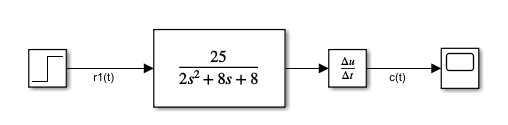 25
2s² + 8s + 8
Δu
Δt
r1(t)
c(t)